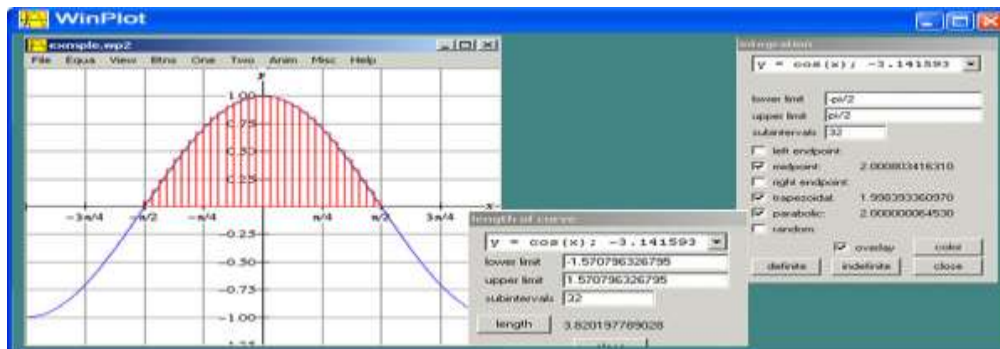 WinPlot
exmple.wp2
File Equa View Btns One Two Anim Misc Help
y
1.00
0.75
0.50
0.25
-3π/4 -π/2 -π/4 π/4 π/2 3π/4 x
-0.25
-0.50
-0.75
-1.00
-1.25
integration
y = cos(x); -3.141593
lower limit -pi/2
upper limit pi/2
subintervals 32
left endpoint:
midpoint: 2.000803416310
right endpoint:
trapezoidal: 1.998393360970
parabolic: 2.000000064530
random:
overlay color
definite indefinite close
length of curve
y = cos(x); -3.141593
lower limit -1.570796326795
upper limit 1.570796326795
subintervals 32
length 3.820197789028